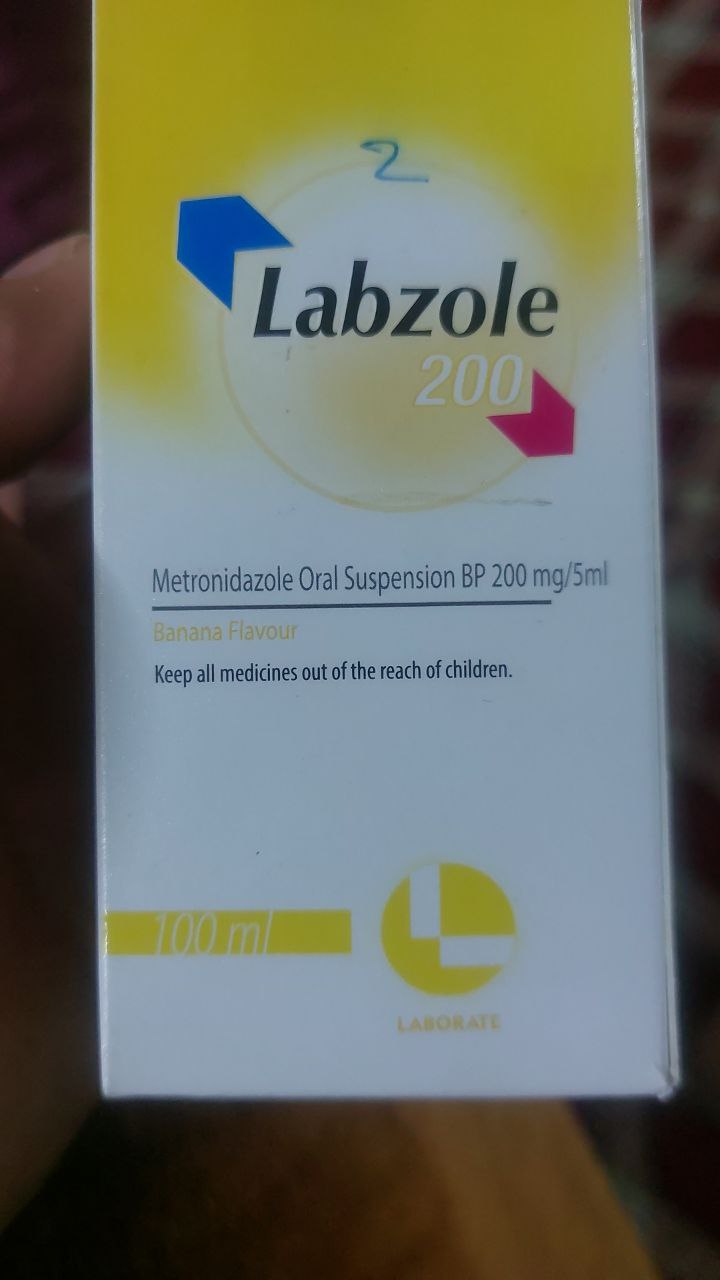 2
Labzole
200
Metronidazole Oral Suspension BP 200 mg/5ml
Banana Flavour
Keep all medicines out of the reach of children.
100 ml
LABORATE